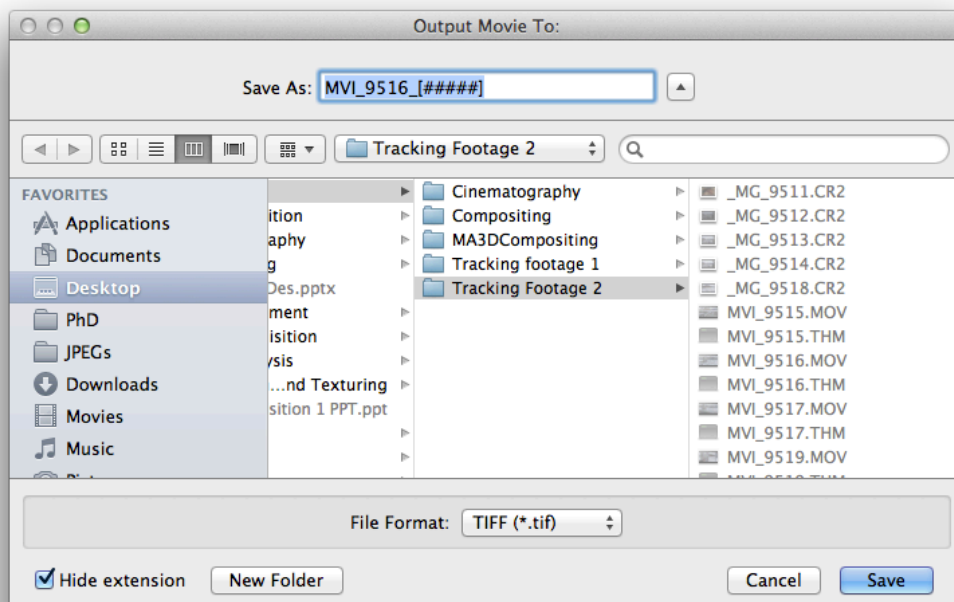 Output Movie To:
Save As: MVI_9516_[#####]
Tracking Footage 2
FAVORITES
Applications
Documents
Desktop
PhD
JPEGs
Downloads
Movies
Music
ition
aphy
g
Des.pptx
ment
isition
ysis
...nd Texturing
sition 1 PPT.ppt
Cinematography
Compositing
MA3DCompositing
Tracking footage 1
Tracking Footage 2
_MG_9511.CR2
_MG_9512.CR2
_MG_9513.CR2
_MG_9514.CR2
_MG_9518.CR2
MVI_9515.MOV
MVI_9515.THM
MVI_9516.MOV
MVI_9516.THM
MVI_9517.MOV
MVI_9517.THM
MVI_9519.MOV
File Format: TIFF (*.tif)
Hide extension New Folder Cancel Save